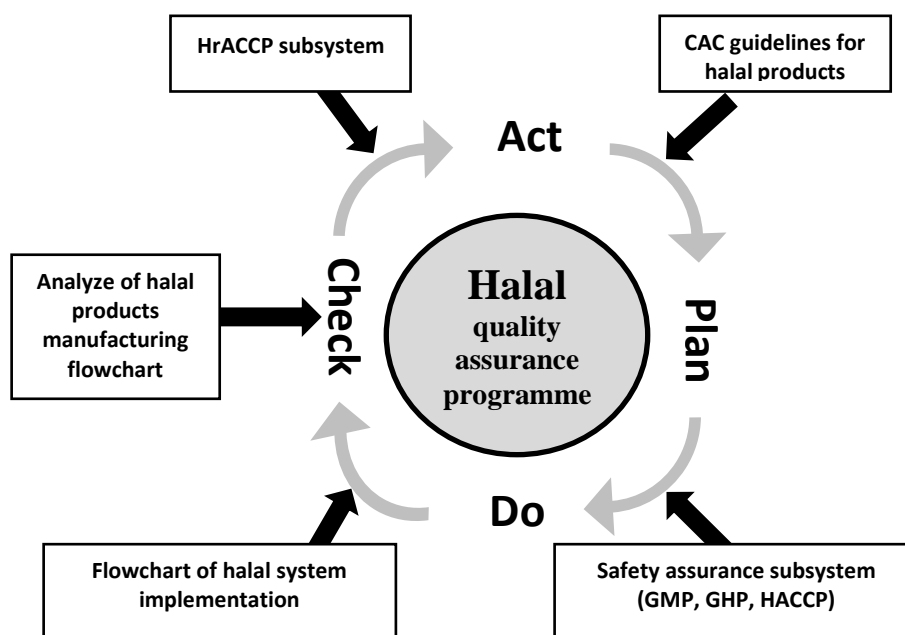 HrACCP subsystem
CAC guidelines for
halal products
Act
Check
Analyze of halal
products
manufacturing
flowchart
Halal
quality
assurance
programme
Plan
Do
Flowchart of halal system
implementation
Safety assurance subsystem
(GMP, GHP, HACCP)